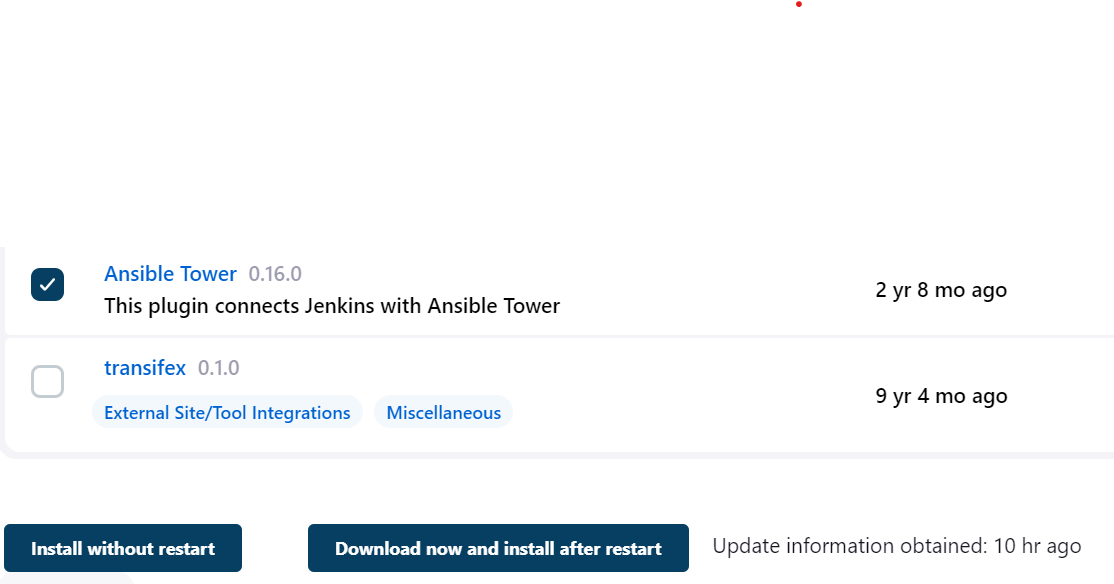 Ansible Tower 0.16.0
This plugin connects Jenkins with Ansible Tower
2 yr 8 mo ago
transifex 0.1.0
External Site/Tool Integrations Miscellaneous
9 yr 4 mo ago
Install without restart Download now and install after restart Update information obtained: 10 hr ago